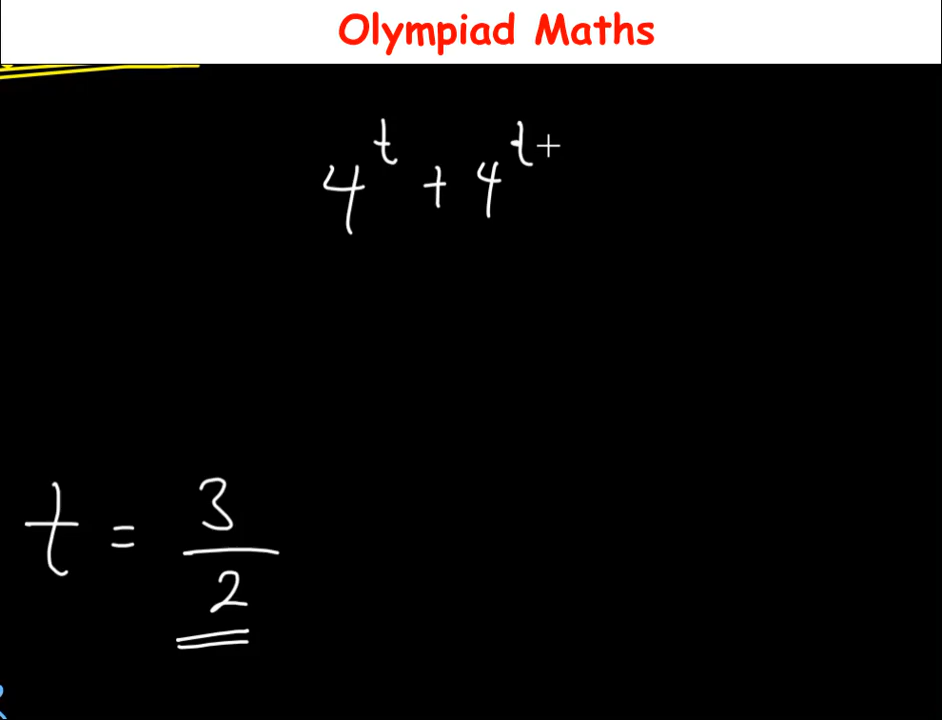 Olympiad Maths
4^t + 4^{t+
t = 3/2